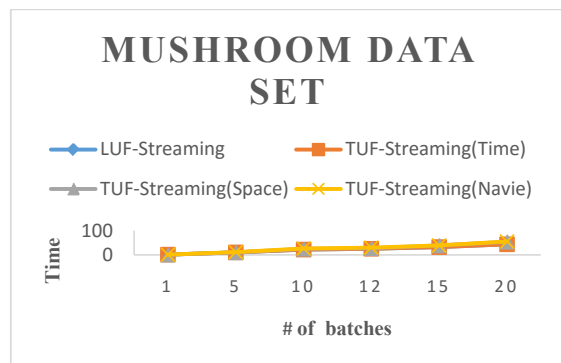 MUSHROOM DATA
SET
LUF-Streaming TUF-Streaming(Time)
TUF-Streaming(Space) TUF-Streaming(Navie)
100
0
Time
1 5 10 12 15 20
# of batches